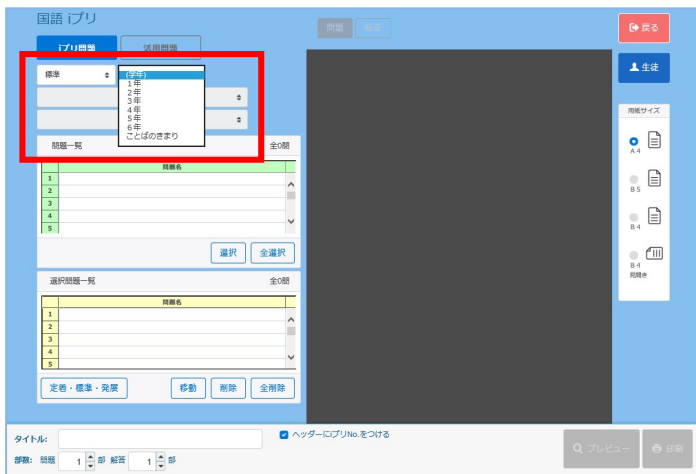 国語 iプリ
iプリ問題 活用問題
問題 解答
戻る
生徒
標準
(学年)
1年
2年
3年
4年
5年
6年
ことばのきまり
問題一覧 全0問
問題名
1
2
3
4
5
選択 全選択
選択問題一覧 全0問
問題名
1
2
3
4
5
定着・標準・発展 移動 削除 全削除
用紙サイズ
A4
B5
B4
B4
見開き
タイトル:
ヘッダーにiプリNo.をつける
部数: 問題 1 部 解答 1 部
プレビュー 印刷